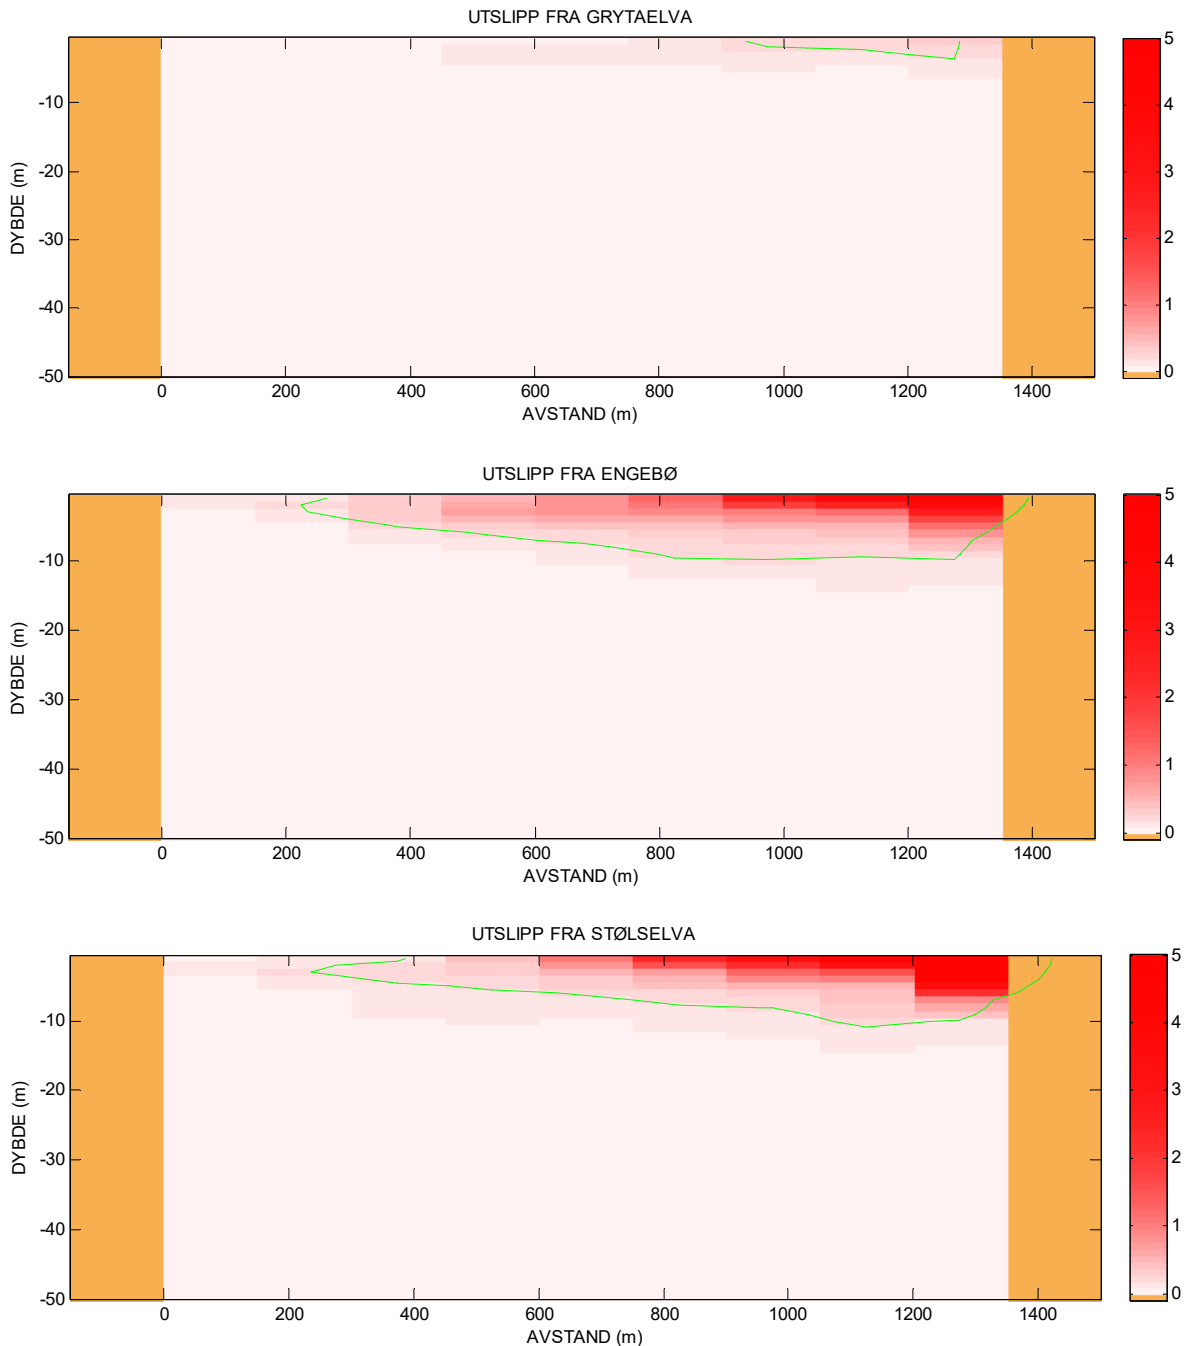 UTSLIPP FRA GRYTAELVA
5
4
3
2
1
0
-10
-20
-30
-40
-50
DYBDE (m)
0 200 400 600 800 1000 1200 1400
AVSTAND (m)
UTSLIPP FRA ENGEBØ
5
4
3
2
1
0
-10
-20
-30
-40
-50
DYBDE (m)
0 200 400 600 800 1000 1200 1400
AVSTAND (m)
UTSLIPP FRA STØLSELVA
5
4
3
2
1
0
-10
-20
-30
-40
-50
DYBDE (m)
0 200 400 600 800 1000 1200 1400
AVSTAND (m)